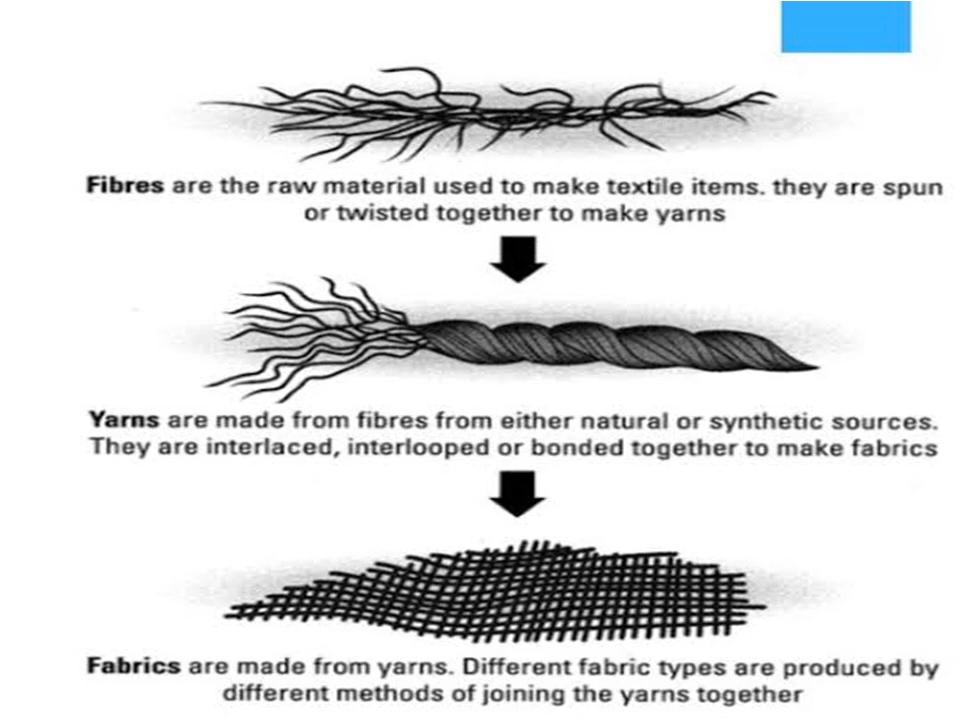 Fibres are the raw material used to make textile items. they are spun
or twisted together to make yarns
Yarns are made from fibres from either natural or synthetic sources.
They are interlaced, interlooped or bonded together to make fabrics
Fabrics are made from yarns. Different fabric types are produced by
different methods of joining the yarns together